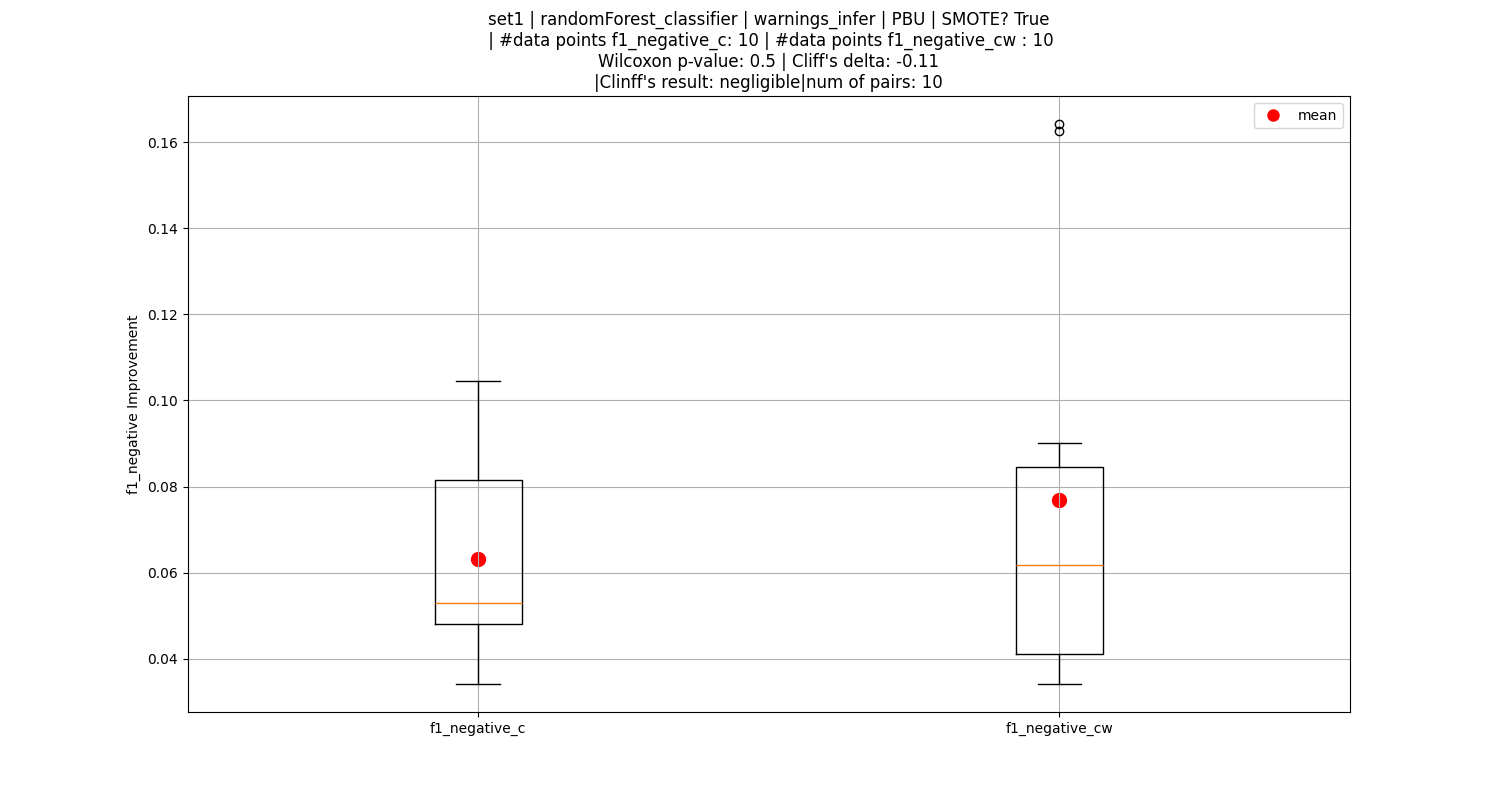 set1 | randomForest_classifier | warnings_infer | PBU | SMOTE? True
| #data points f1_negative_c: 10 | #data points f1_negative_cw : 10
Wilcoxon p-value: 0.5 | Cliff's delta: -0.11
|Clinff's result: negligible|num of pairs: 10
mean
0.16
0.14
0.12
0.10
0.08
0.06
0.04
f1_negative Improvement
f1_negative_c
f1_negative_cw